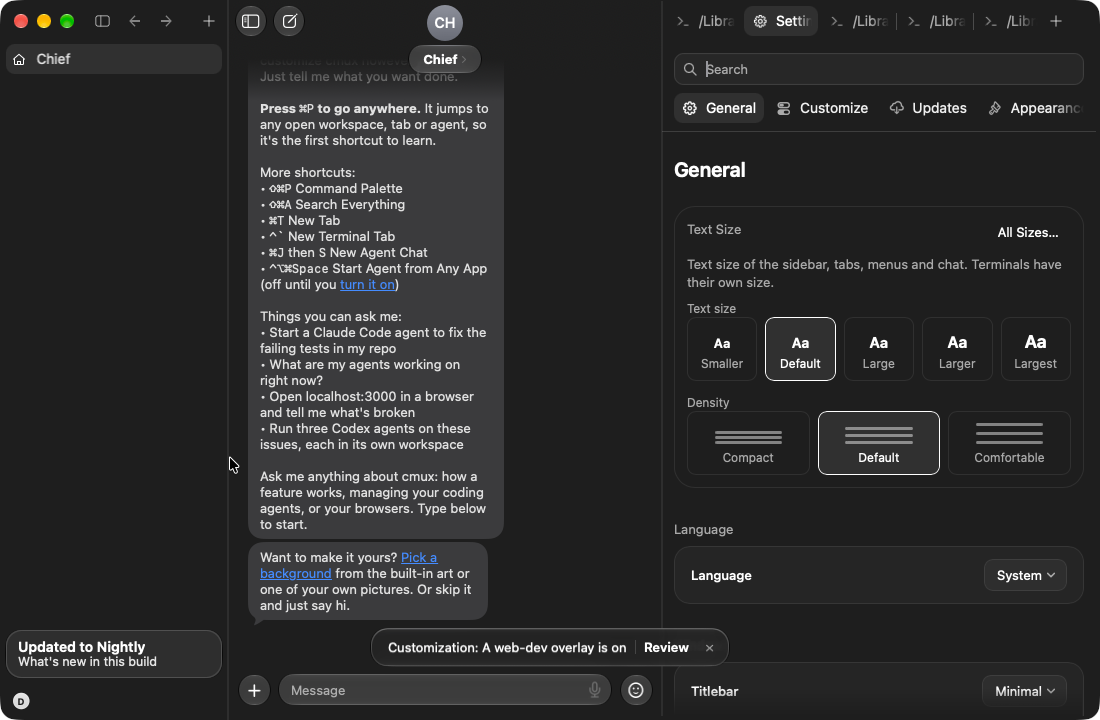 Chief
Updated to Nightly
What's new in this build
D
CH
Chief
Just tell me what you want done.
Press ⌘P to go anywhere. It jumps to
any open workspace, tab or agent, so
it's the first shortcut to learn.
More shortcuts:
• ⇧⌘P Command Palette
• ⇧⌘A Search Everything
• ⌘T New Tab
• ^` New Terminal Tab
• ⌘J then S New Agent Chat
• ^⌥⌘Space Start Agent from Any App
(off until you turn it on)
Things you can ask me:
• Start a Claude Code agent to fix the
failing tests in my repo
• What are my agents working on
right now?
• Open localhost:3000 in a browser
and tell me what's broken
• Run three Codex agents on these
issues, each in its own workspace
Ask me anything about cmux: how a
feature works, managing your coding
agents, or your browsers. Type below
to start.
Want to make it yours? Pick a
background from the built-in art or
one of your own pictures. Or skip it
and just say hi.
Customization: A web-dev overlay is on Review
Message
/Libra Settin /Libra /Libra /Libr
Search
General Customize Updates Appearanc
General
Text Size
All Sizes...
Text size of the sidebar, tabs, menus and chat. Terminals have
their own size.
Text size
Aa Aa Aa Aa Aa
Smaller Default Large Larger Largest
Density
Compact Default Comfortable
Language
Language System
Titlebar Minimal